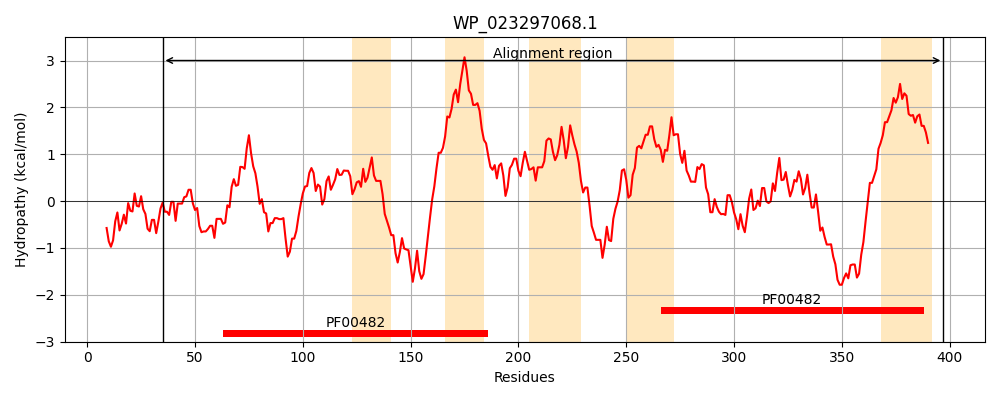 WP_023297068.1
Alignment region
3
2
1
0
−1
−2
−3
Hydropathy (kcal/mol)
PF00482
PF00482
0 50 100 150 200 250 300 350 400
Residues